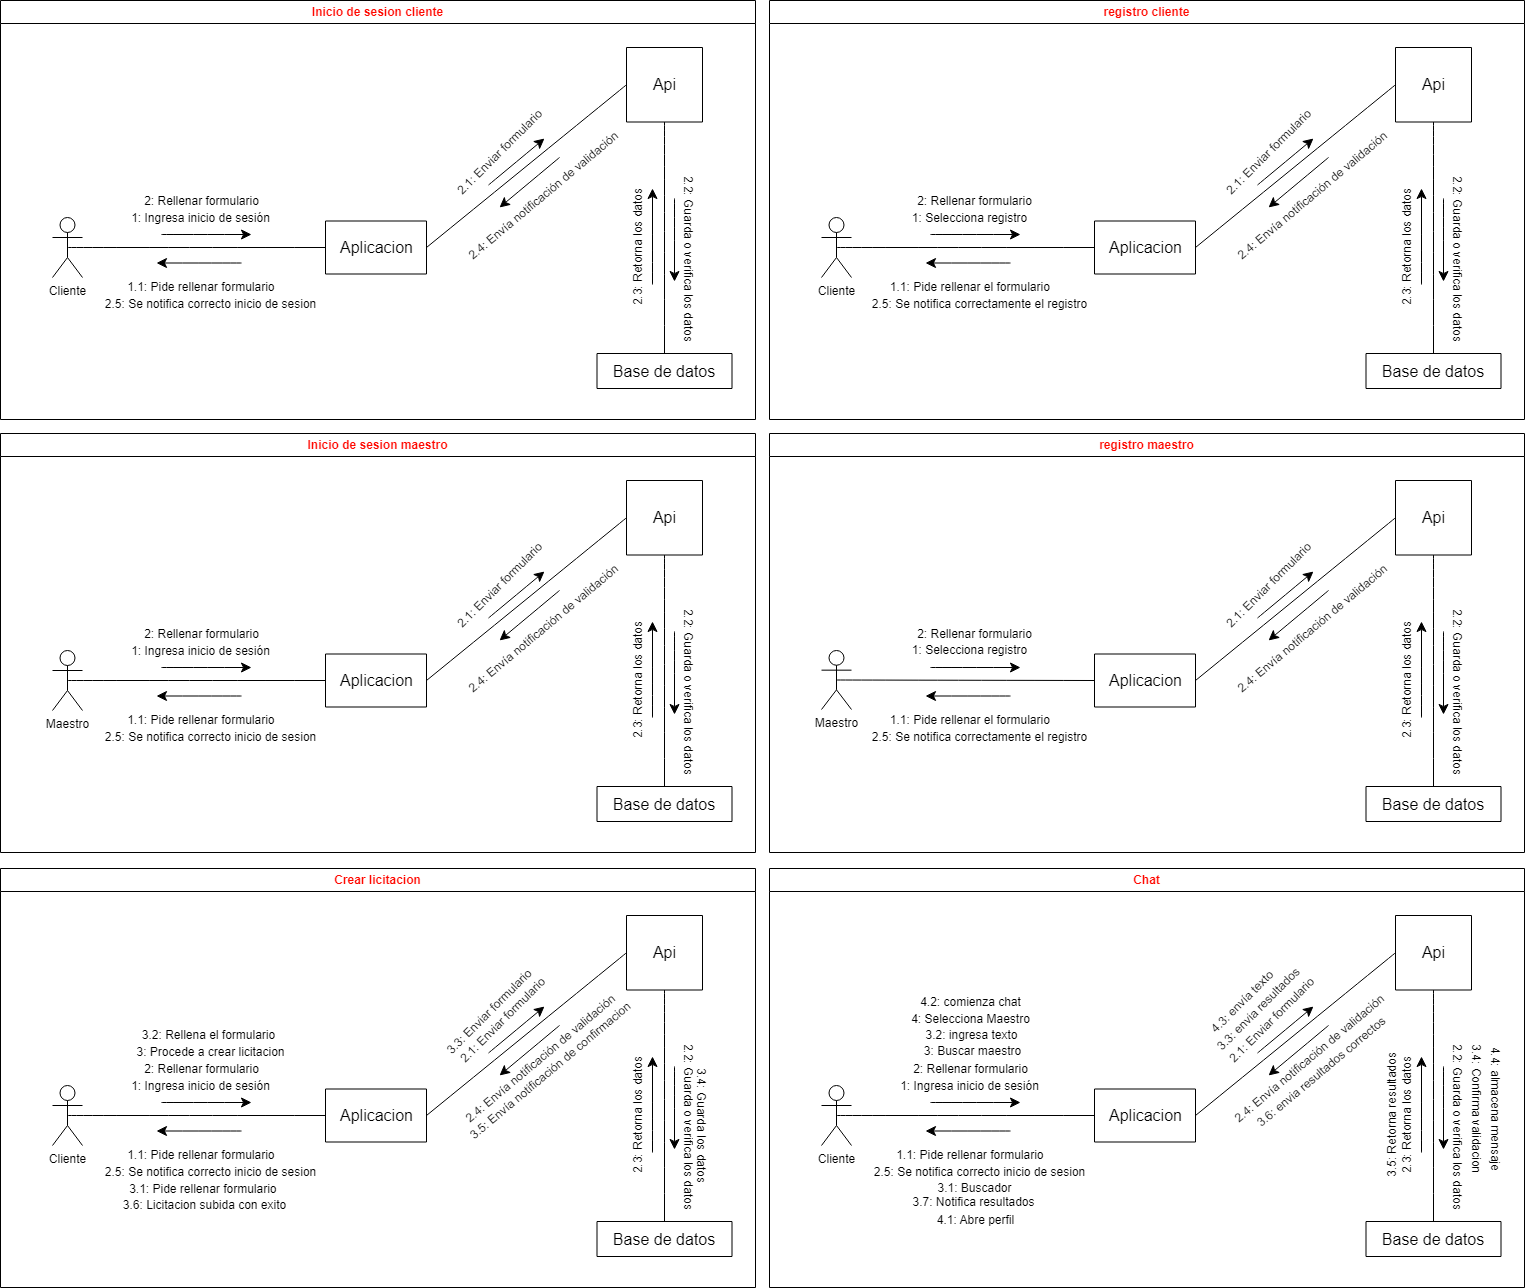 Inicio de sesion cliente
Api
2.1: Enviar formulario
2.4: Envía notificación de validación
2: Rellenar formulario
1: Ingresa inicio de sesión
Aplicacion
Cliente
1.1: Pide rellenar formulario
2.5: Se notifica correcto inicio de sesion
2.3: Retorna los datos
2.2: Guarda o verifica los datos
Base de datos
registro cliente
Api
2.1: Enviar formulario
2.4: Envía notificación de validación
2: Rellenar formulario
1: Selecciona registro
Aplicacion
Cliente
1.1: Pide rellenar el formulario
2.5: Se notifica correctamente el registro
2.3: Retorna los datos
2.2: Guarda o verifica los datos
Base de datos
Inicio de sesion maestro
Api
2.1: Enviar formulario
2.4: Envía notificación de validación
2: Rellenar formulario
1: Ingresa inicio de sesión
Aplicacion
Maestro
1.1: Pide rellenar formulario
2.5: Se notifica correcto inicio de sesion
2.3: Retorna los datos
2.2: Guarda o verifica los datos
Base de datos
registro maestro
Api
2.1: Enviar formulario
2.4: Envía notificación de validación
2: Rellenar formulario
1: Selecciona registro
Aplicacion
Maestro
1.1: Pide rellenar el formulario
2.5: Se notifica correctamente el registro
2.3: Retorna los datos
2.2: Guarda o verifica los datos
Base de datos
Crear licitacion
Api
3.3: Enviar formulario
2.1: Enviar formulario
2.4: Envía notificación de validación
3.5: Envía notificación de confirmacion
3.2: Rellena el formulario
3: Procede a crear licitacion
2: Rellenar formulario
1: Ingresa inicio de sesión
Aplicacion
Cliente
1.1: Pide rellenar formulario
2.5: Se notifica correcto inicio de sesion
3.1: Pide rellenar formulario
3.6: Licitacion subida con exito
2.3: Retorna los datos
2.2: Guarda o verifica los datos
3.4: Guarda los datos
Base de datos
Chat
Api
4.3: envía texto
3.3: envia resultados
2.1: Enviar formulario
2.4: Envía notificación de validación
3.6: envia resultados correctos
4.2: comienza chat
4: Selecciona Maestro
3.2: ingresa texto
3: Buscar maestro
2: Rellenar formulario
1: Ingresa inicio de sesión
Aplicacion
Cliente
1.1: Pide rellenar formulario
2.5: Se notifica correcto inicio de sesion
3.1: Buscador
3.7: Notifica resultados
4.1: Abre perfil
3.5: Retorna resultados
2.3: Retorna los datos
2.2: Guarda o verifica los datos
3.4: Confirma validacion
4.4: almacena mensaje
Base de datos